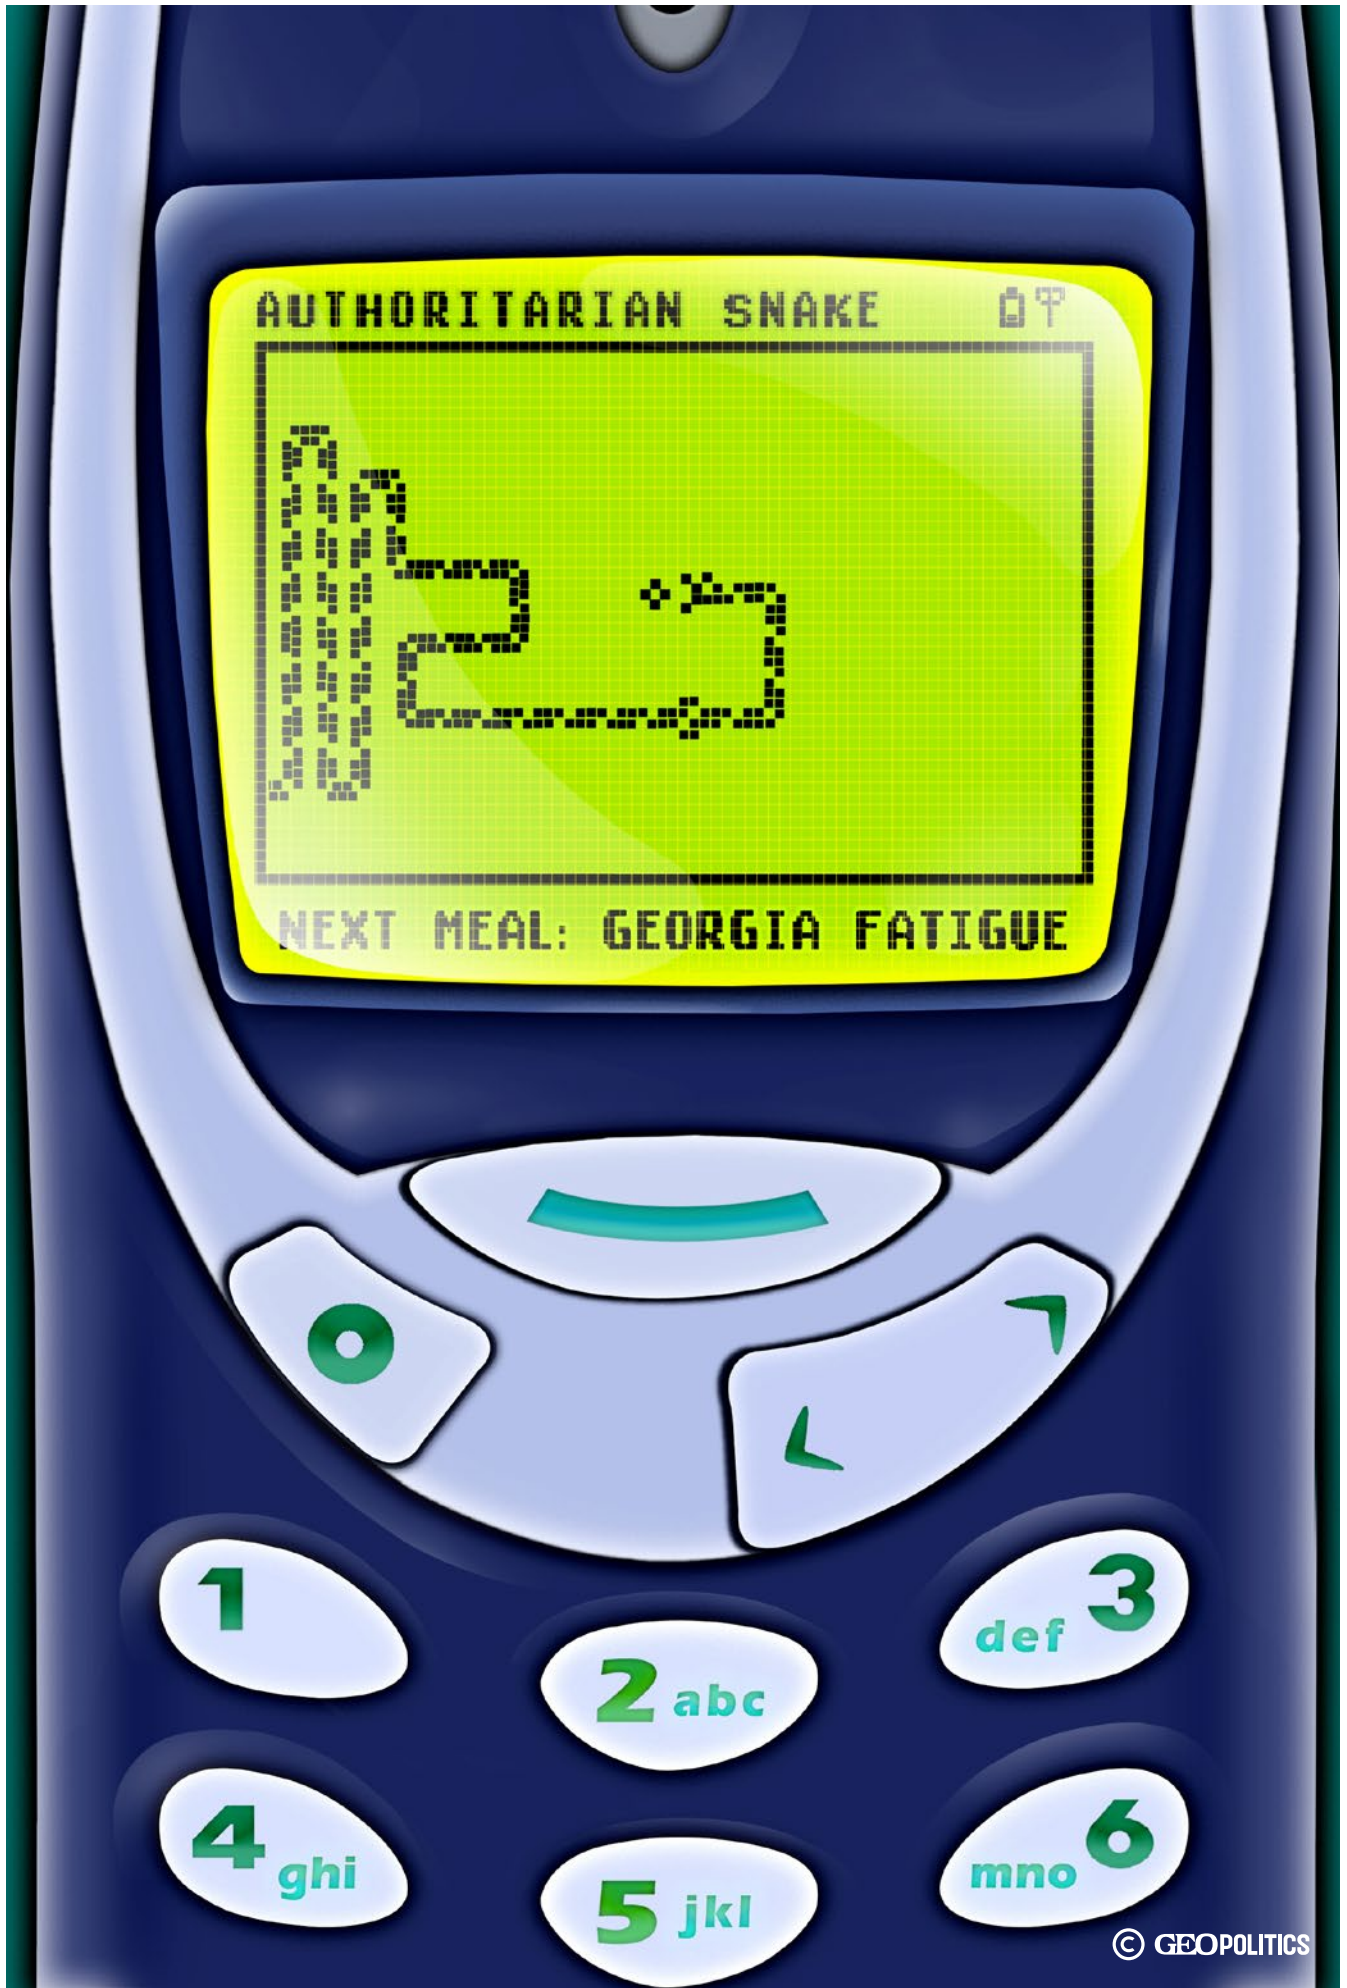 AUTHORITARIAN SNAKE
NEXT MEAL: GEORGIA FATIGUE
1
2 abc
def 3
4 ghi
5 jkl
mno 6
© GEOPOLITICS